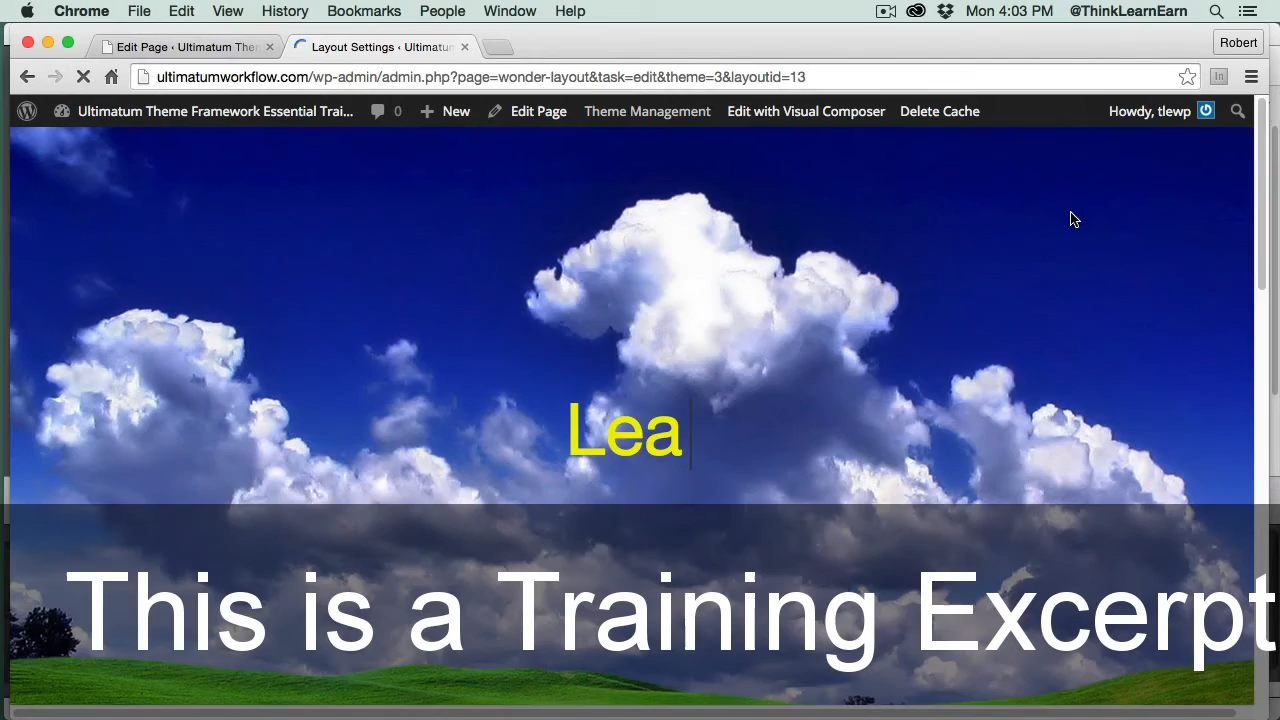 Chrome File Edit View History Bookmarks People Window Help Mon 4:03 PM @ThinkLearnEarn
Edit Page ‹ Ultimatum The Layout Settings ‹ Ultimatum Robert
ultimatumworkflow.com/wp-admin/admin.php?page=wonder-layout&task=edit&theme=3&layoutid=13 In
Ultimatum Theme Framework Essential Trai... 0 + New Edit Page Theme Management Edit with Visual Composer Delete Cache Howdy, tlewp
Lea
This is a Training Excerpt